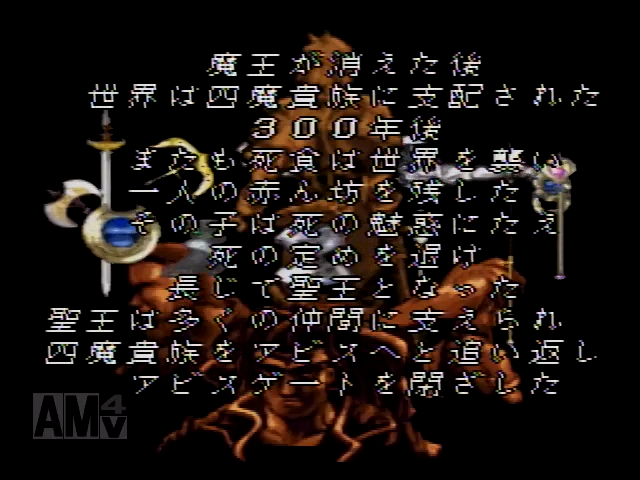 魔王が消えた後
世界は四魔貴族に支配された
300年後
またも死食は世界を襲い
一人の赤ん坊を残した
その子は死の魅惑にたえ
死の定めを退け
長じて聖王となった
聖王は多くの仲間に支えられ
四魔貴族をアビスへと追い返し
アビスゲートを閉ざした
AM4V